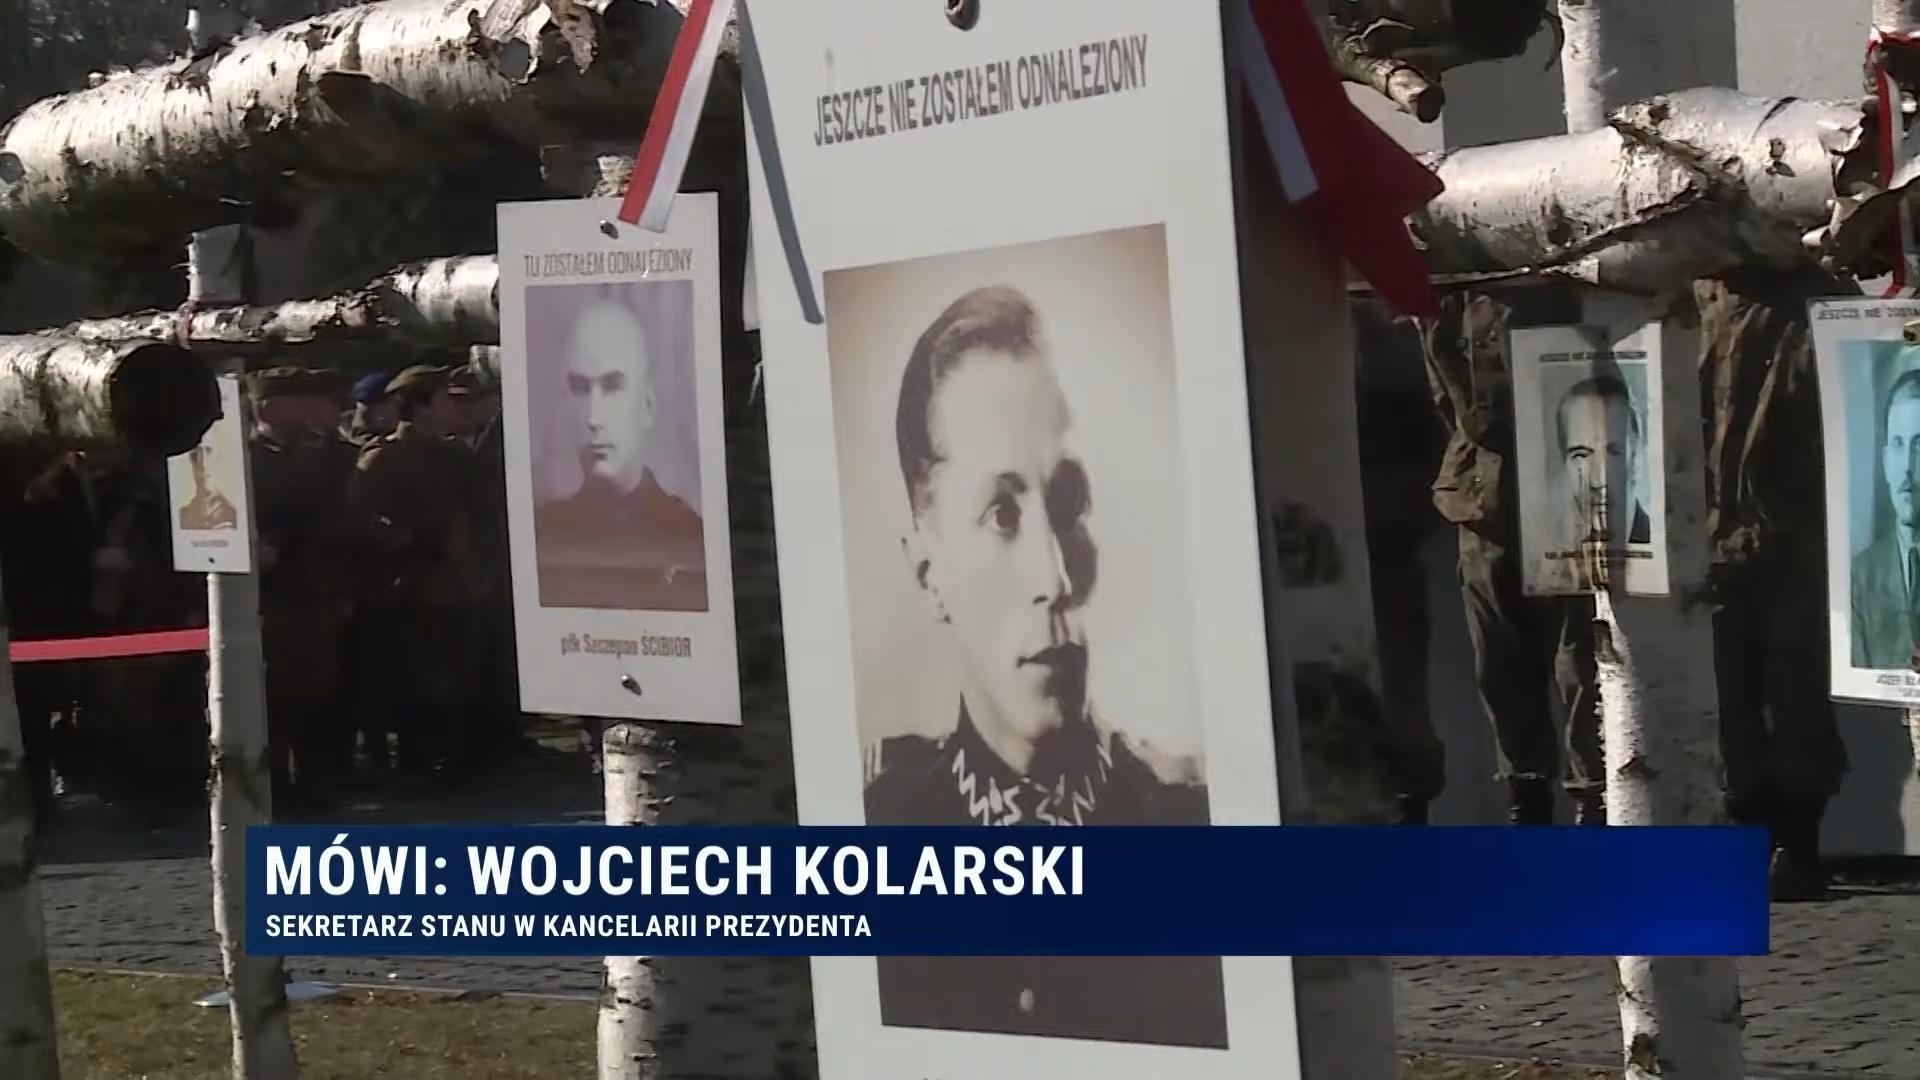 JESZCZE NIE ZOSTAŁEM ODNALEZIONY
TU ZOSTAŁEM ODNALEZIONY
płk Szczepan ŚCIBIOR
JESZCZE NIE
MÓWI: WOJCIECH KOLARSKI
SEKRETARZ STANU W KANCELARII PREZYDENTA